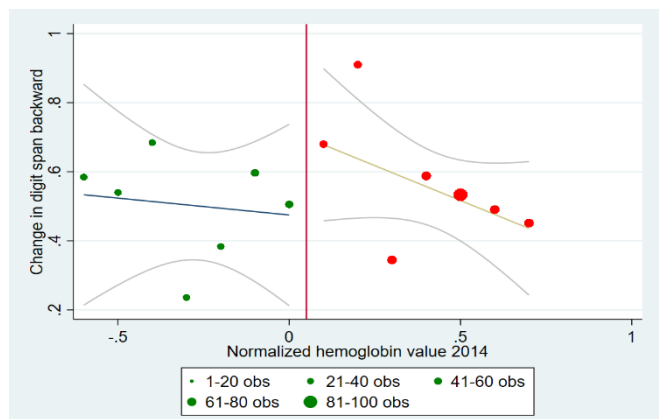 Change in digit span backward
1
.8
.6
.4
.2
-.5
0
.5
1
Normalized hemoglobin value 2014
1-20 obs
21-40 obs
41-60 obs
61-80 obs
81-100 obs